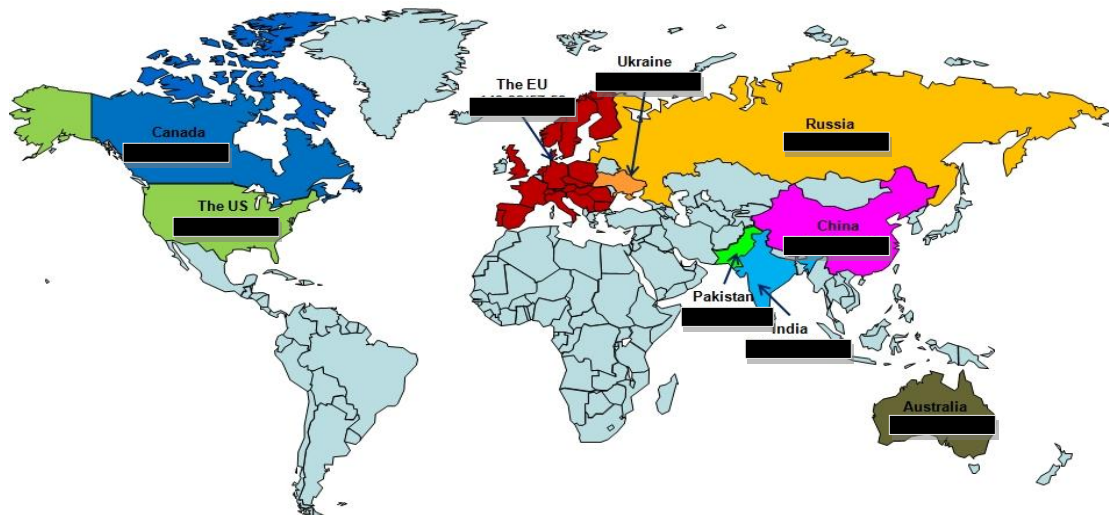 Ukraine
The EU
Canada
Russia
The US
China
Pakistan
India
Australia